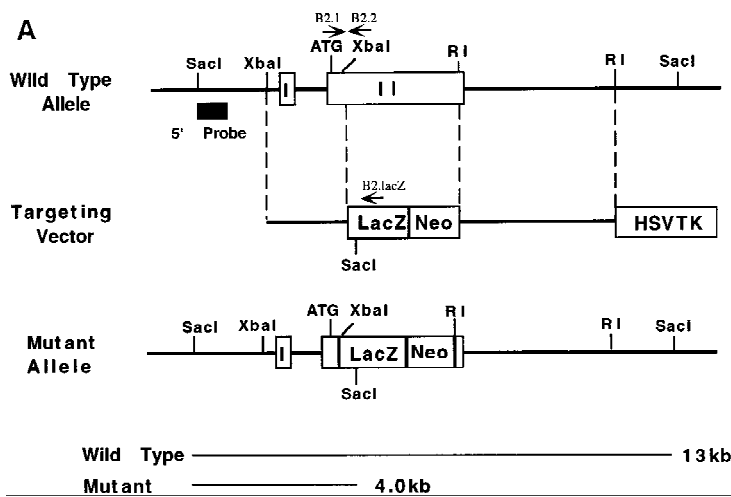 A
B2.1 B2.2
ATG XbaI
SacI XbaI RI RI SacI
Wild Type
Allele
I II
5' Probe
B2.lacZ
Targeting
Vector
LacZ Neo HSVTK
SacI
ATG XbaI RI
SacI XbaI RI SacI
Mutant
Allele
I LacZ Neo
SacI
Wild Type 13kb
Mutant 4.0kb